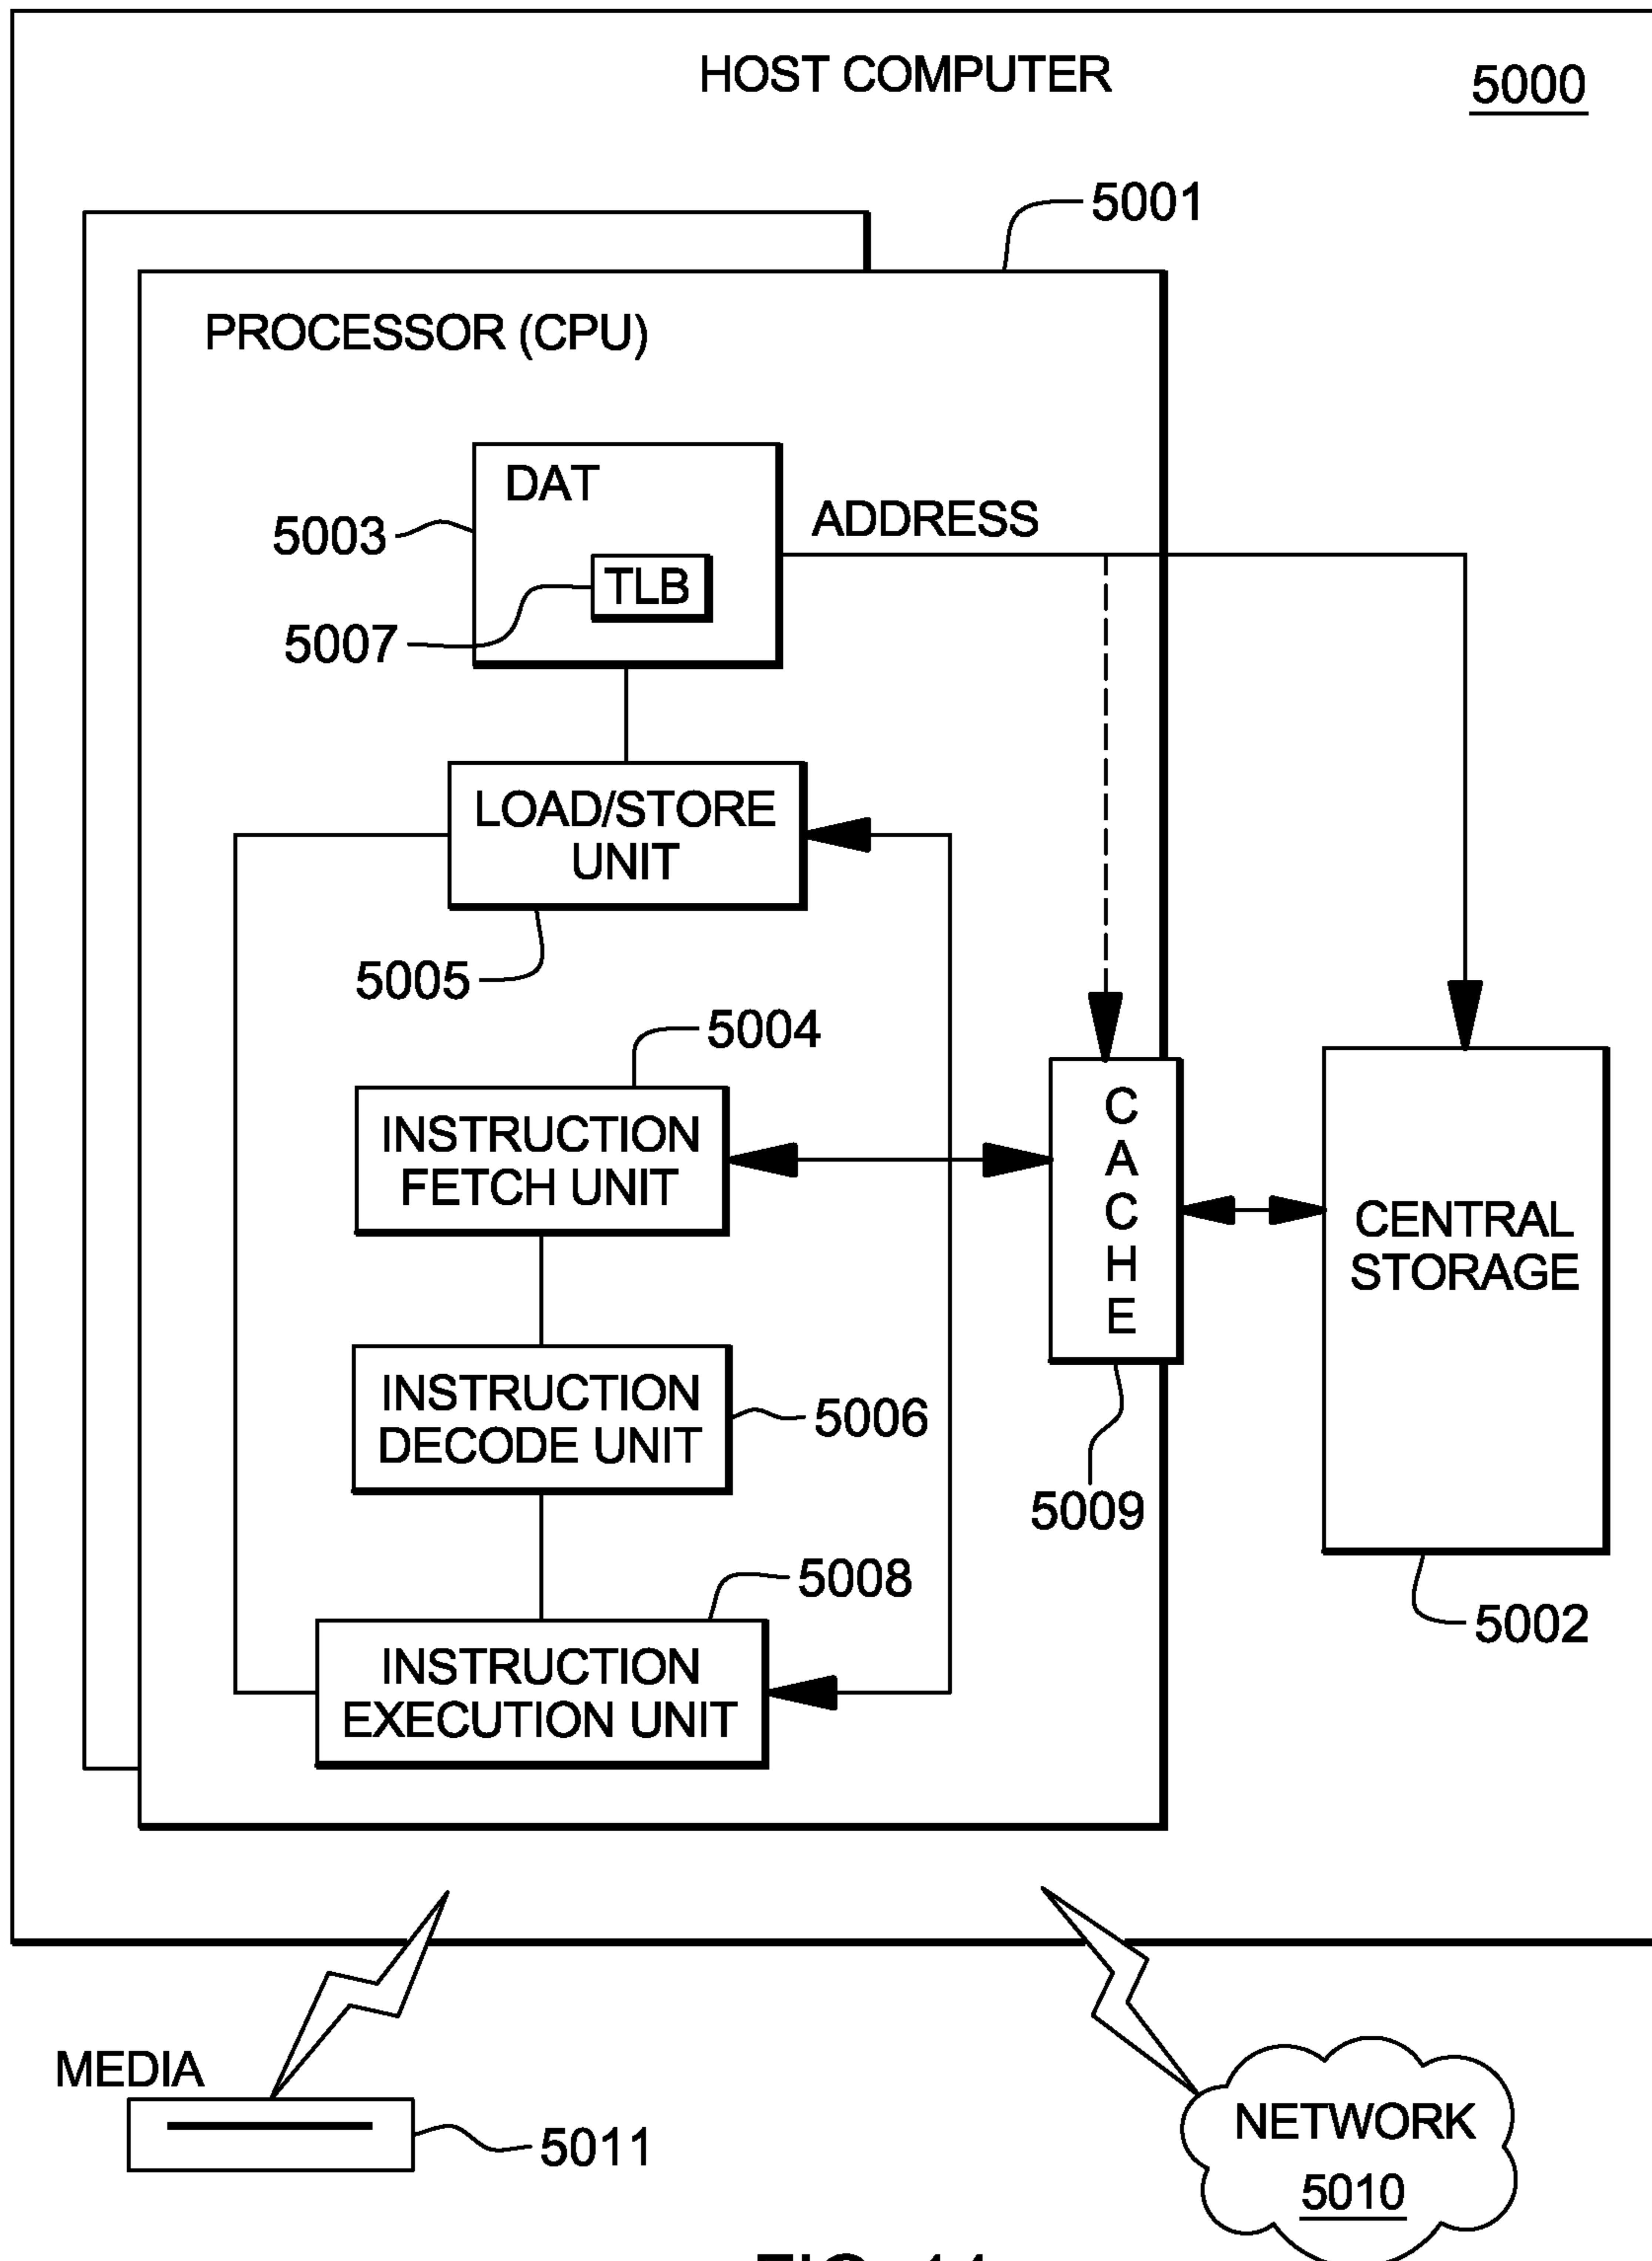 HOST COMPUTER
5000
5001
PROCESSOR (CPU)
DAT
5003
ADDRESS
TLB
5007
LOAD/STORE
UNIT
5005
5004
INSTRUCTION
FETCH UNIT
C
A
C
H
E
CENTRAL
STORAGE
INSTRUCTION
DECODE UNIT
5006
5009
5008
5002
INSTRUCTION
EXECUTION UNIT
MEDIA
5011
NETWORK
5010